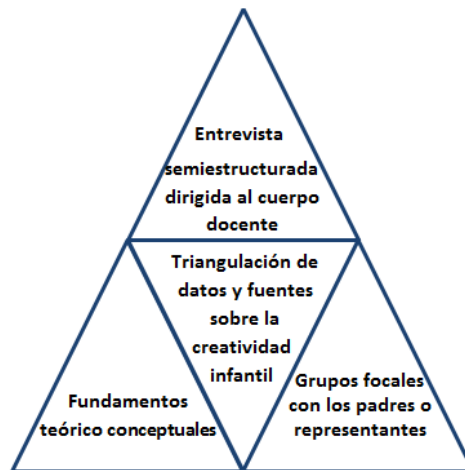 Entrevista
semiestructurada
dirigida al cuerpo
docente
Triangulación de
datos y fuentes
sobre la
creatividad
infantil
Fundamentos
teórico conceptuales
Grupos focales
con los padres o
representantes